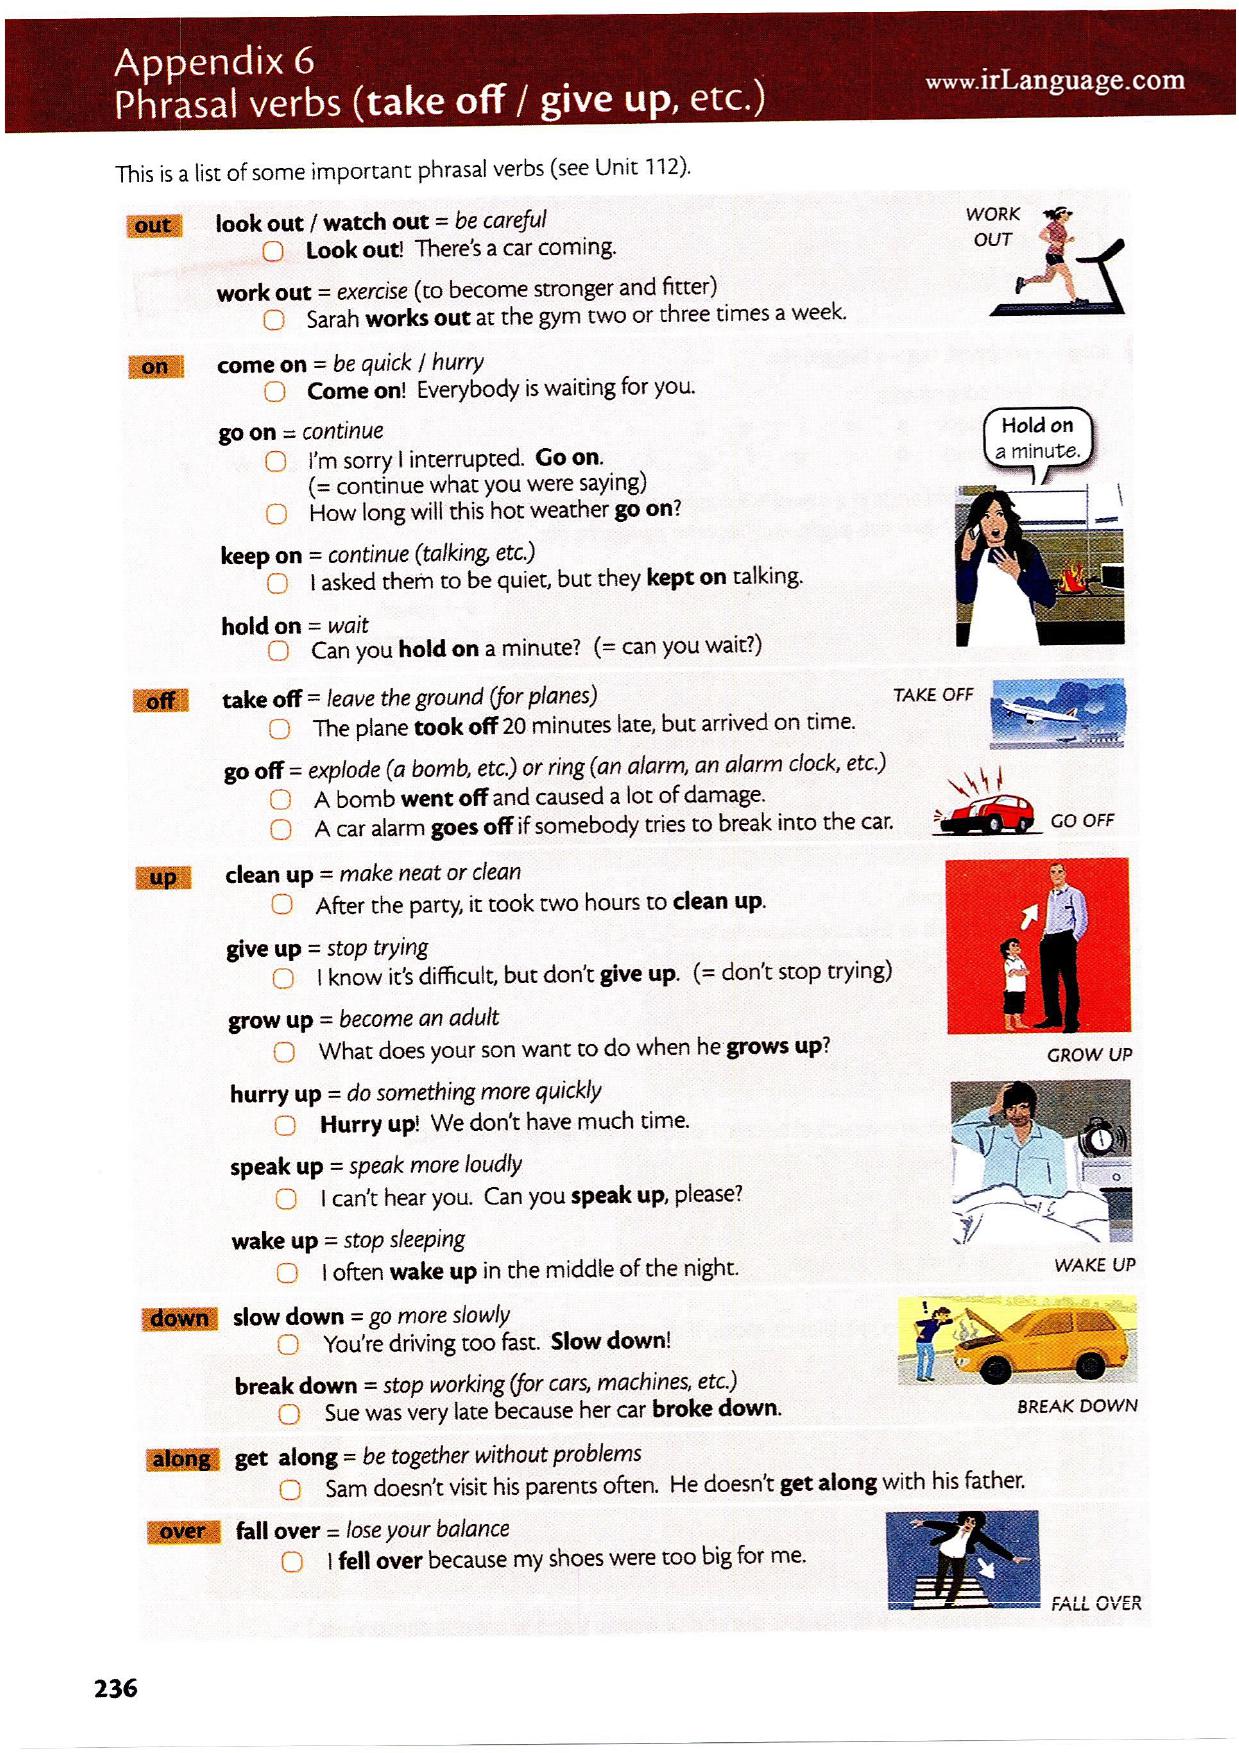 Appendix 6
Phrasal verbs (take off / give up, etc.)
www.irLanguage.com
This is a list of some important phrasal verbs (see Unit 112).
out
look out / watch out = be careful
Look out! There's a car coming.
WORK
OUT
work out = exercise (to become stronger and fitter)
Sarah works out at the gym two or three times a week.
on
come on = be quick / hurry
Come on! Everybody is waiting for you.
go on = continue
I'm sorry I interrupted. Go on.
(= continue what you were saying)
How long will this hot weather go on?
Hold on
a minute.
keep on = continue (talking, etc.)
I asked them to be quiet, but they kept on talking.
hold on = wait
Can you hold on a minute? (= can you wait?)
off
take off = leave the ground (for planes)
The plane took off 20 minutes late, but arrived on time.
TAKE OFF
go off = explode (a bomb, etc.) or ring (an alarm, an alarm clock, etc.)
A bomb went off and caused a lot of damage.
A car alarm goes off if somebody tries to break into the car.
GO OFF
up
clean up = make neat or clean
After the party, it took two hours to clean up.
give up = stop trying
I know it's difficult, but don't give up. (= don't stop trying)
grow up = become an adult
What does your son want to do when he grows up?
GROW UP
hurry up = do something more quickly
Hurry up! We don't have much time.
speak up = speak more loudly
I can't hear you. Can you speak up, please?
wake up = stop sleeping
I often wake up in the middle of the night.
WAKE UP
down
slow down = go more slowly
You're driving too fast. Slow down!
!
break down = stop working (for cars, machines, etc.)
Sue was very late because her car broke down.
BREAK DOWN
along
get along = be together without problems
Sam doesn't visit his parents often. He doesn't get along with his father.
over
fall over = lose your balance
I fell over because my shoes were too big for me.
FALL OVER
236